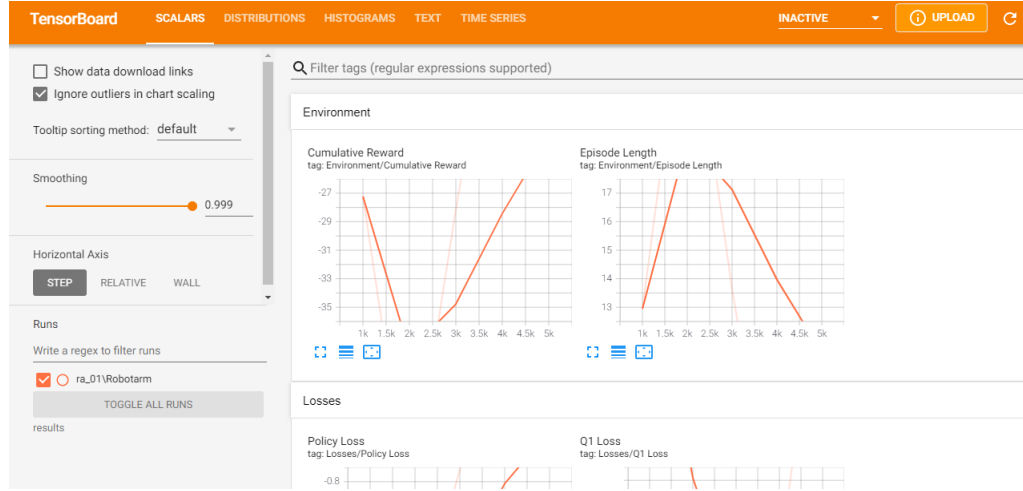 TensorBoard SCALARS DISTRIBUTIONS HISTOGRAMS TEXT TIME SERIES INACTIVE UPLOAD
Show data download links
Ignore outliers in chart scaling
Tooltip sorting method: default
Smoothing
0.999
Horizontal Axis
STEP RELATIVE WALL
Runs
Write a regex to filter runs
ra_01\Robotarm
TOGGLE ALL RUNS
results
Filter tags (regular expressions supported)
Environment
Cumulative Reward
tag: Environment/Cumulative Reward
-27
-29
-31
-33
-35
1k 1.5k 2k 2.5k 3k 3.5k 4k 4.5k 5k
Episode Length
tag: Environment/Episode Length
17
16
15
14
13
1k 1.5k 2k 2.5k 3k 3.5k 4k 4.5k 5k
Losses
Policy Loss
tag: Losses/Policy Loss
-0.8
Q1 Loss
tag: Losses/Q1 Loss